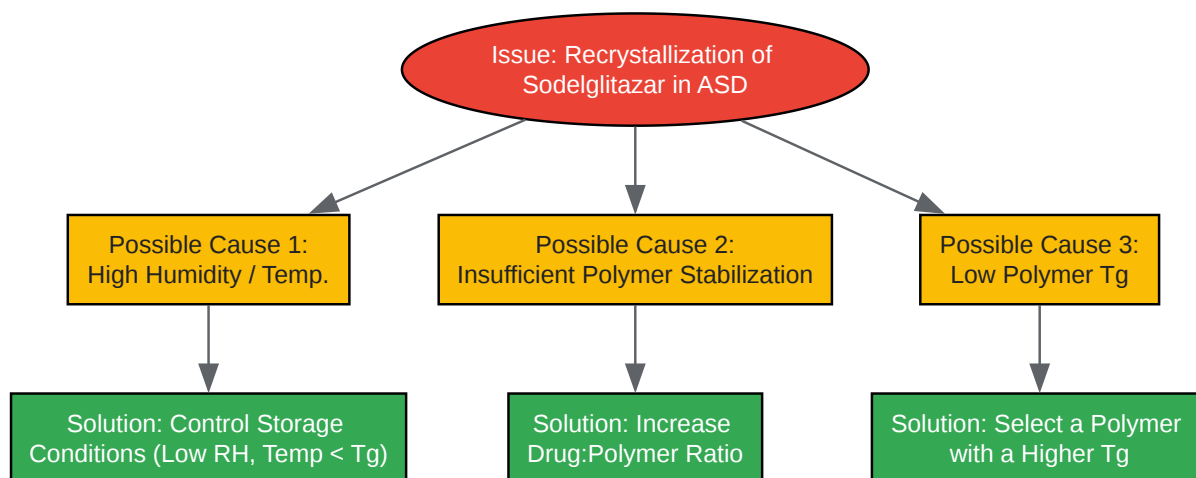 Issue: Recrystallization of
Sodelglitazar in ASD
Possible Cause 1:
High Humidity / Temp.
Possible Cause 2:
Insufficient Polymer Stabilization
Possible Cause 3:
Low Polymer Tg
Solution: Control Storage
Conditions (Low RH, Temp < Tg)
Solution: Increase
Drug:Polymer Ratio
Solution: Select a Polymer
with a Higher Tg